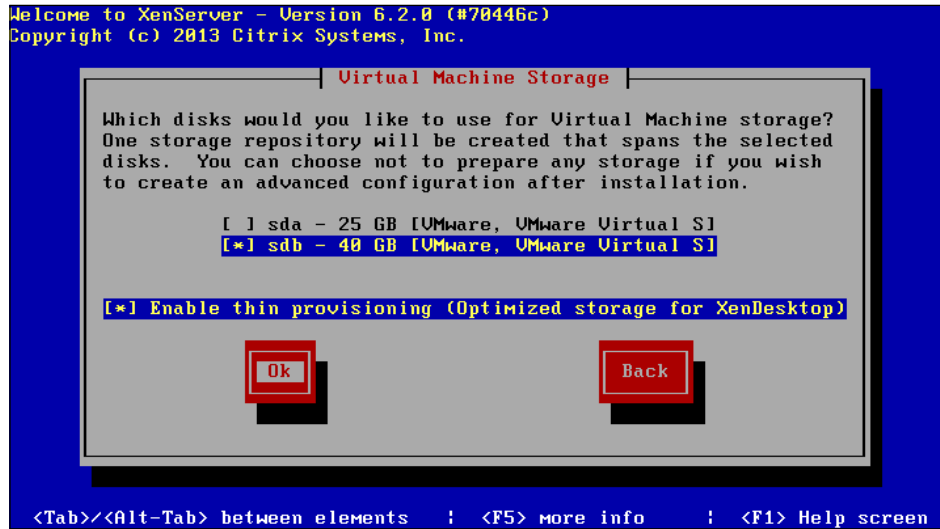 Welcome to XenServer - Version 6.2.0 (#70446c)
Copyright (c) 2013 Citrix Systems, Inc.
Virtual Machine Storage
Which disks would you like to use for Virtual Machine storage?
One storage repository will be created that spans the selected
disks.  You can choose not to prepare any storage if you wish
to create an advanced configuration after installation.
[ ] sda - 25 GB [VMware, VMware Virtual S]
[*] sdb - 40 GB [VMware, VMware Virtual S]
[*] Enable thin provisioning (Optimized storage for XenDesktop)
Ok Back
<Tab>/<Alt-Tab> between elements | <F5> more info | <F1> Help screen